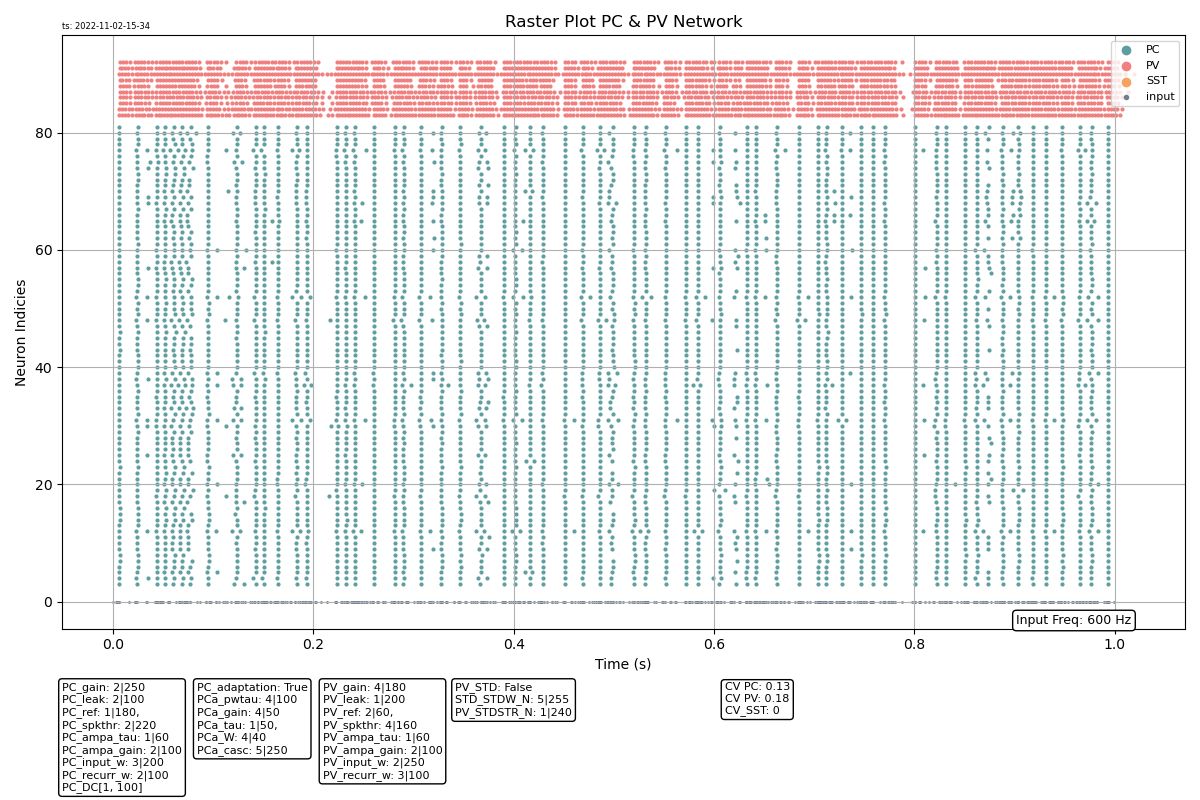 ts: 2022-11-02-15-34
Raster Plot PC & PV Network
PC
PV
SST
input
80
60
40
20
0
Neuron Indicies
Input Freq: 600 Hz
0.0 0.2 0.4 0.6 0.8 1.0
Time (s)
PC_gain: 2|250
PC_leak: 2|100
PC_ref: 1|180,
PC_spkthr: 2|220
PC_ampa_tau: 1|60
PC_ampa_gain: 2|100
PC_input_w: 3|200
PC_recurr_w: 2|100
PC_DC[1, 100]
PC_adaptation: True
PCa_pwtau: 4|100
PCa_gain: 4|50
PCa_tau: 1|50,
PCa_W: 4|40
PCa_casc: 5|250
PV_gain: 4|180
PV_leak: 1|200
PV_ref: 2|60,
PV_spkthr: 4|160
PV_ampa_tau: 1|60
PV_ampa_gain: 2|100
PV_input_w: 2|250
PV_recurr_w: 3|100
PV_STD: False
STD_STDW_N: 5|255
PV_STDSTR_N: 1|240
CV PC: 0.13
CV PV: 0.18
CV_SST: 0